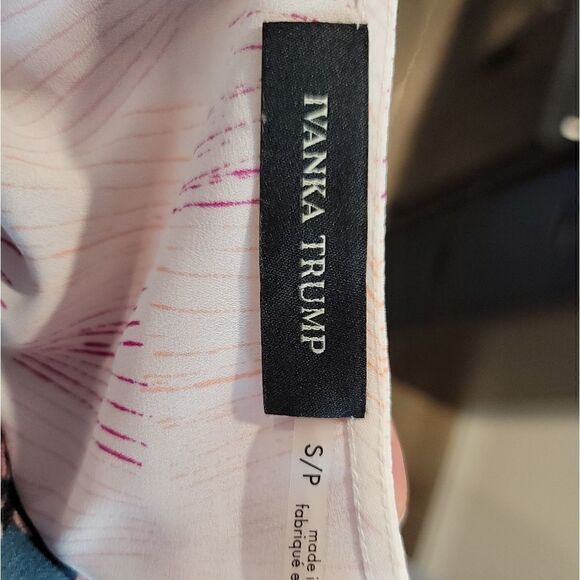 IVANKA TRUMP
S/P
made i
fabriqué e